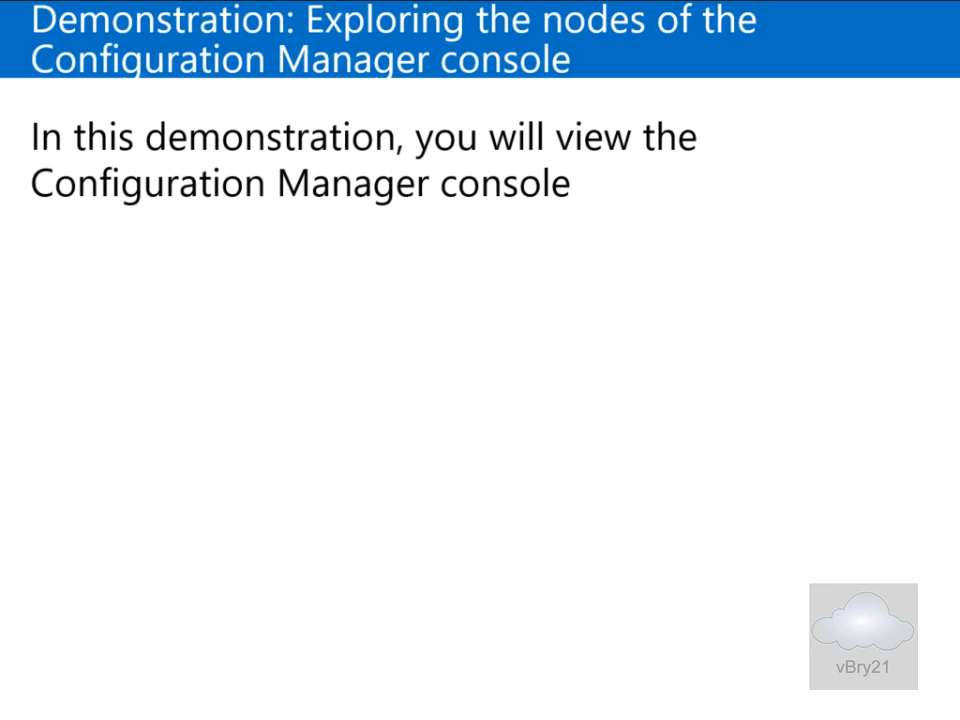 Demonstration: Exploring the nodes of the
Configuration Manager console
In this demonstration, you will view the
Configuration Manager console
vBry21